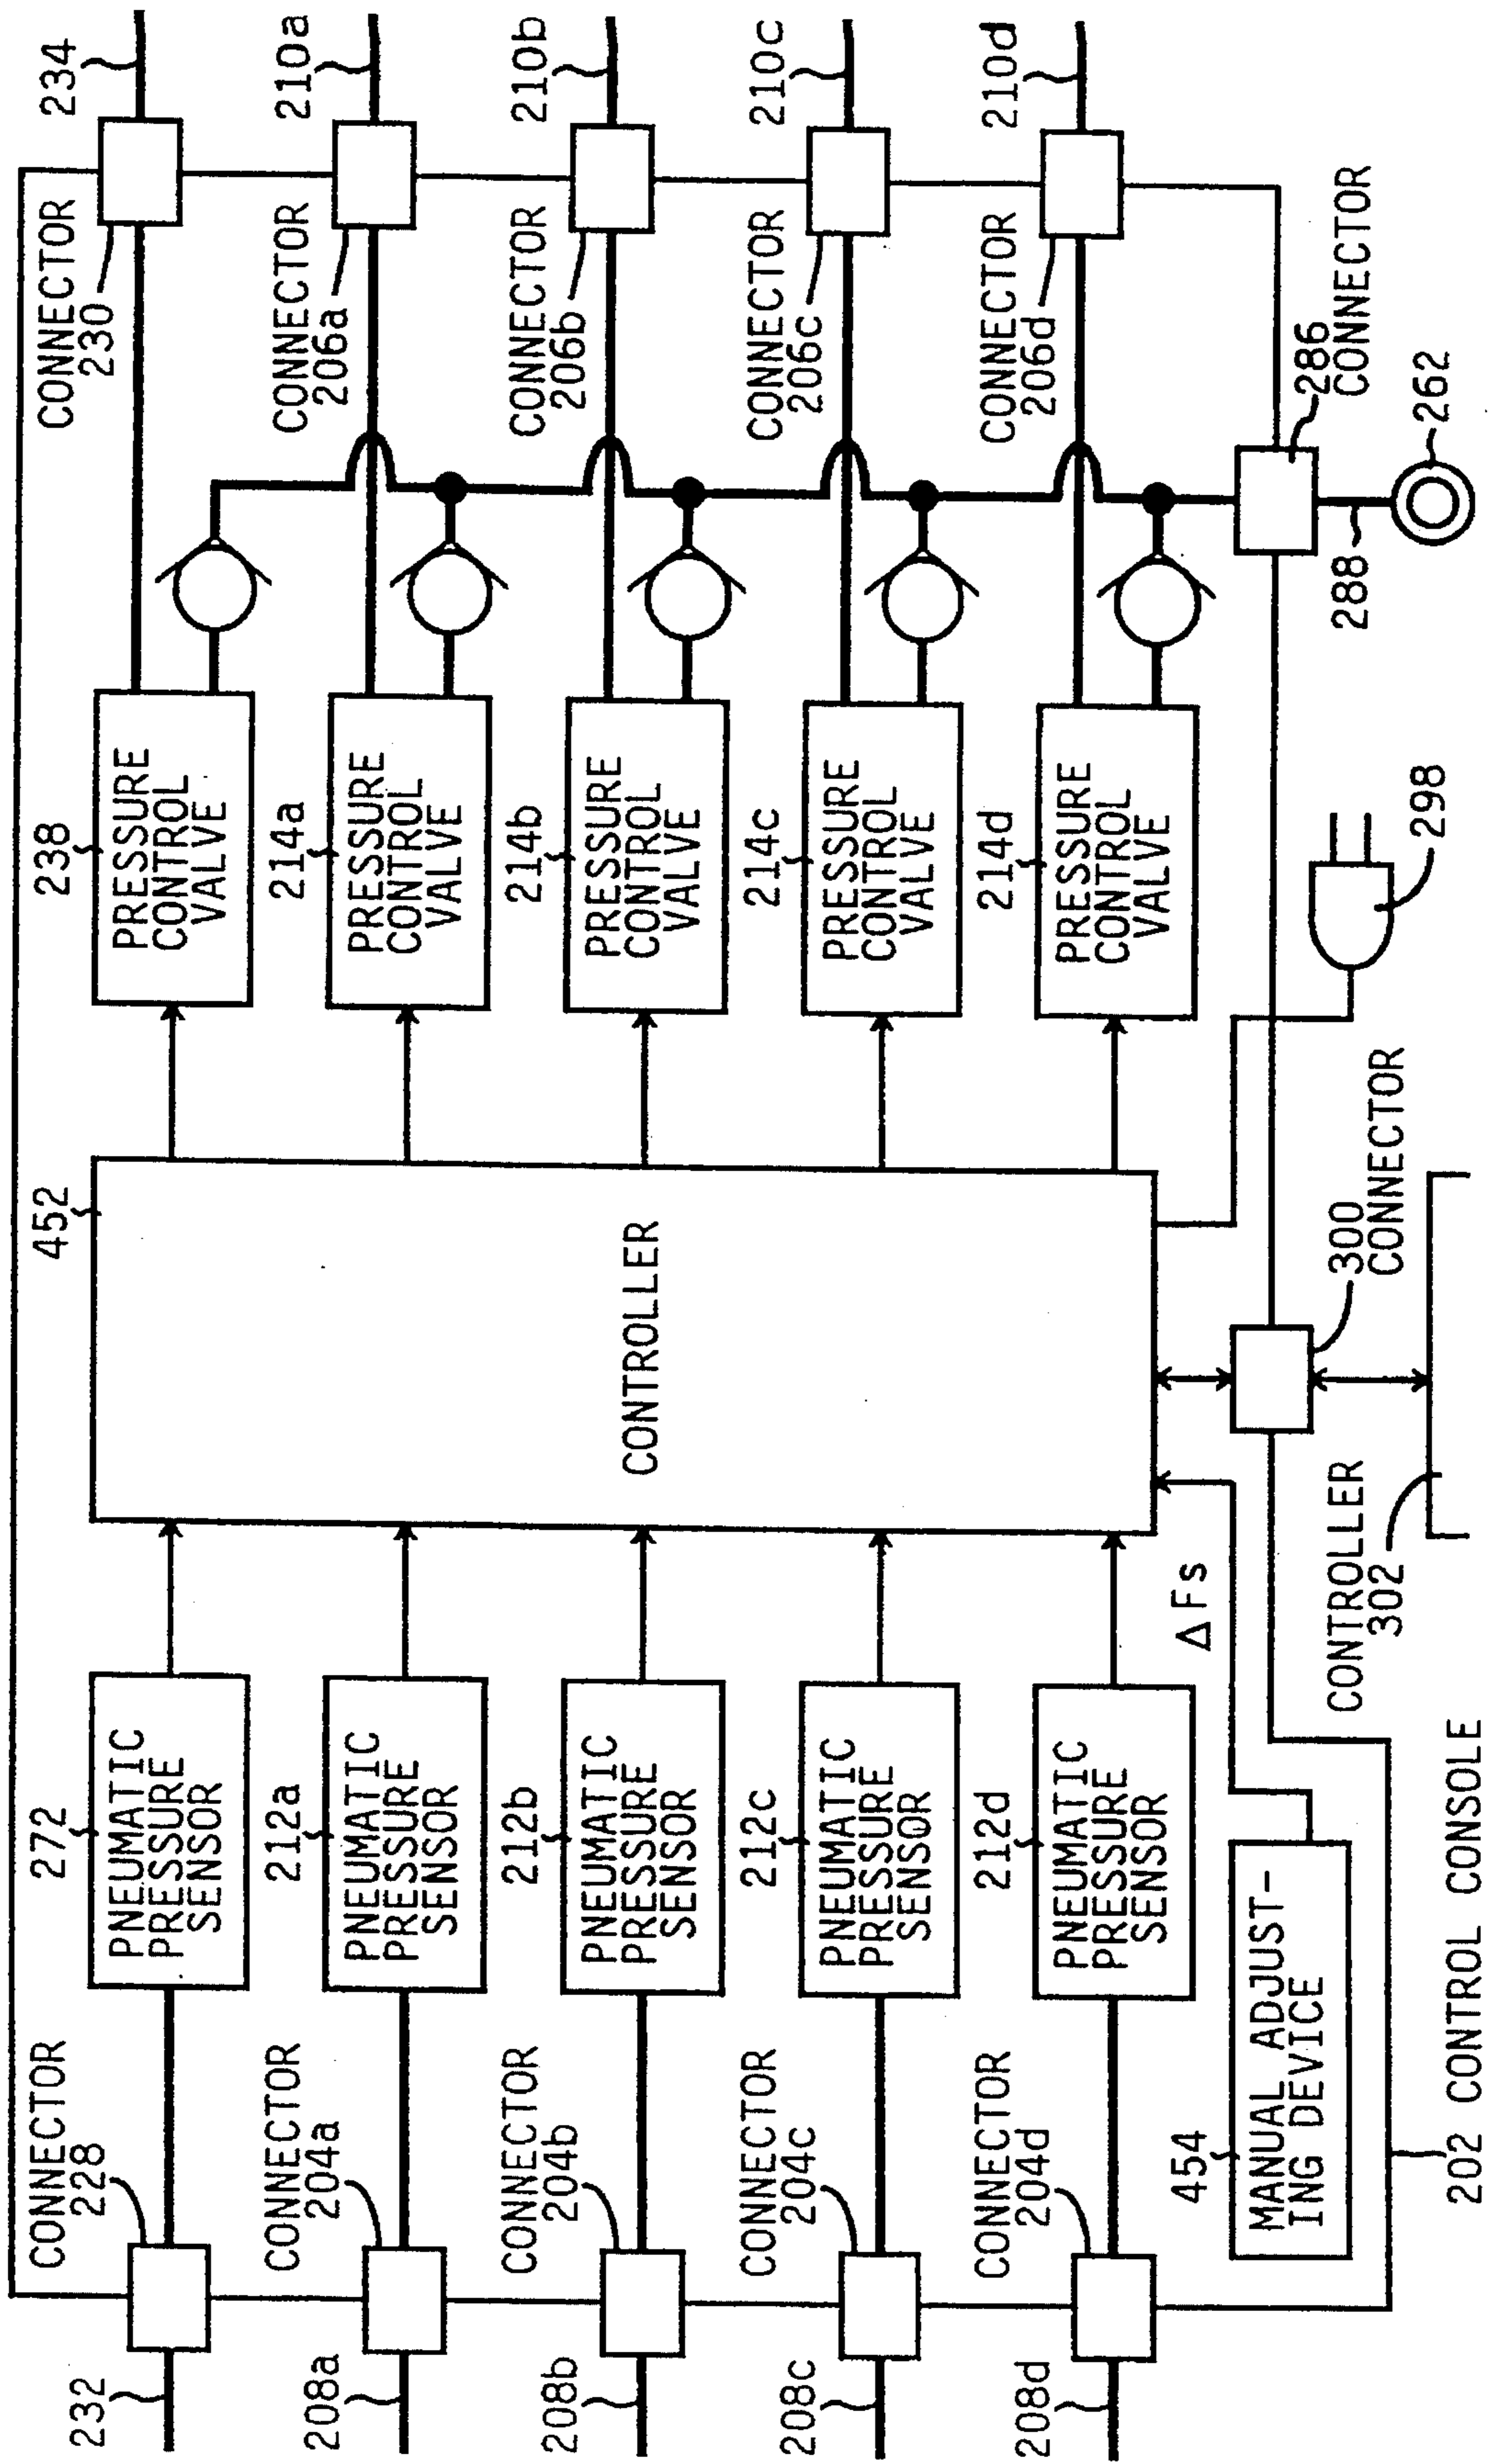 CONNECTOR
228
232
272
PNEUMATIC
PRESSURE
SENSOR
452
238
PRESSURE
CONTROL
VALVE
CONNECTOR
230
234
CONNECTOR
204a
208a
212a
PNEUMATIC
PRESSURE
SENSOR
214a
PRESSURE
CONTROL
VALVE
CONNECTOR
206a
210a
CONNECTOR
204b
208b
212b
PNEUMATIC
PRESSURE
SENSOR
CONTROLLER
214b
PRESSURE
CONTROL
VALVE
CONNECTOR
206b
210b
CONNECTOR
204c
208c
212c
PNEUMATIC
PRESSURE
SENSOR
214c
PRESSURE
CONTROL
VALVE
CONNECTOR
206c
210c
CONNECTOR
204d
208d
212d
PNEUMATIC
PRESSURE
SENSOR
214d
PRESSURE
CONTROL
VALVE
CONNECTOR
206d
210d
454
MANUAL ADJUST-
ING DEVICE
ΔFs
CONTROLLER
302
300
CONNECTOR
298
288
286
CONNECTOR
262
202 CONTROL CONSOLE